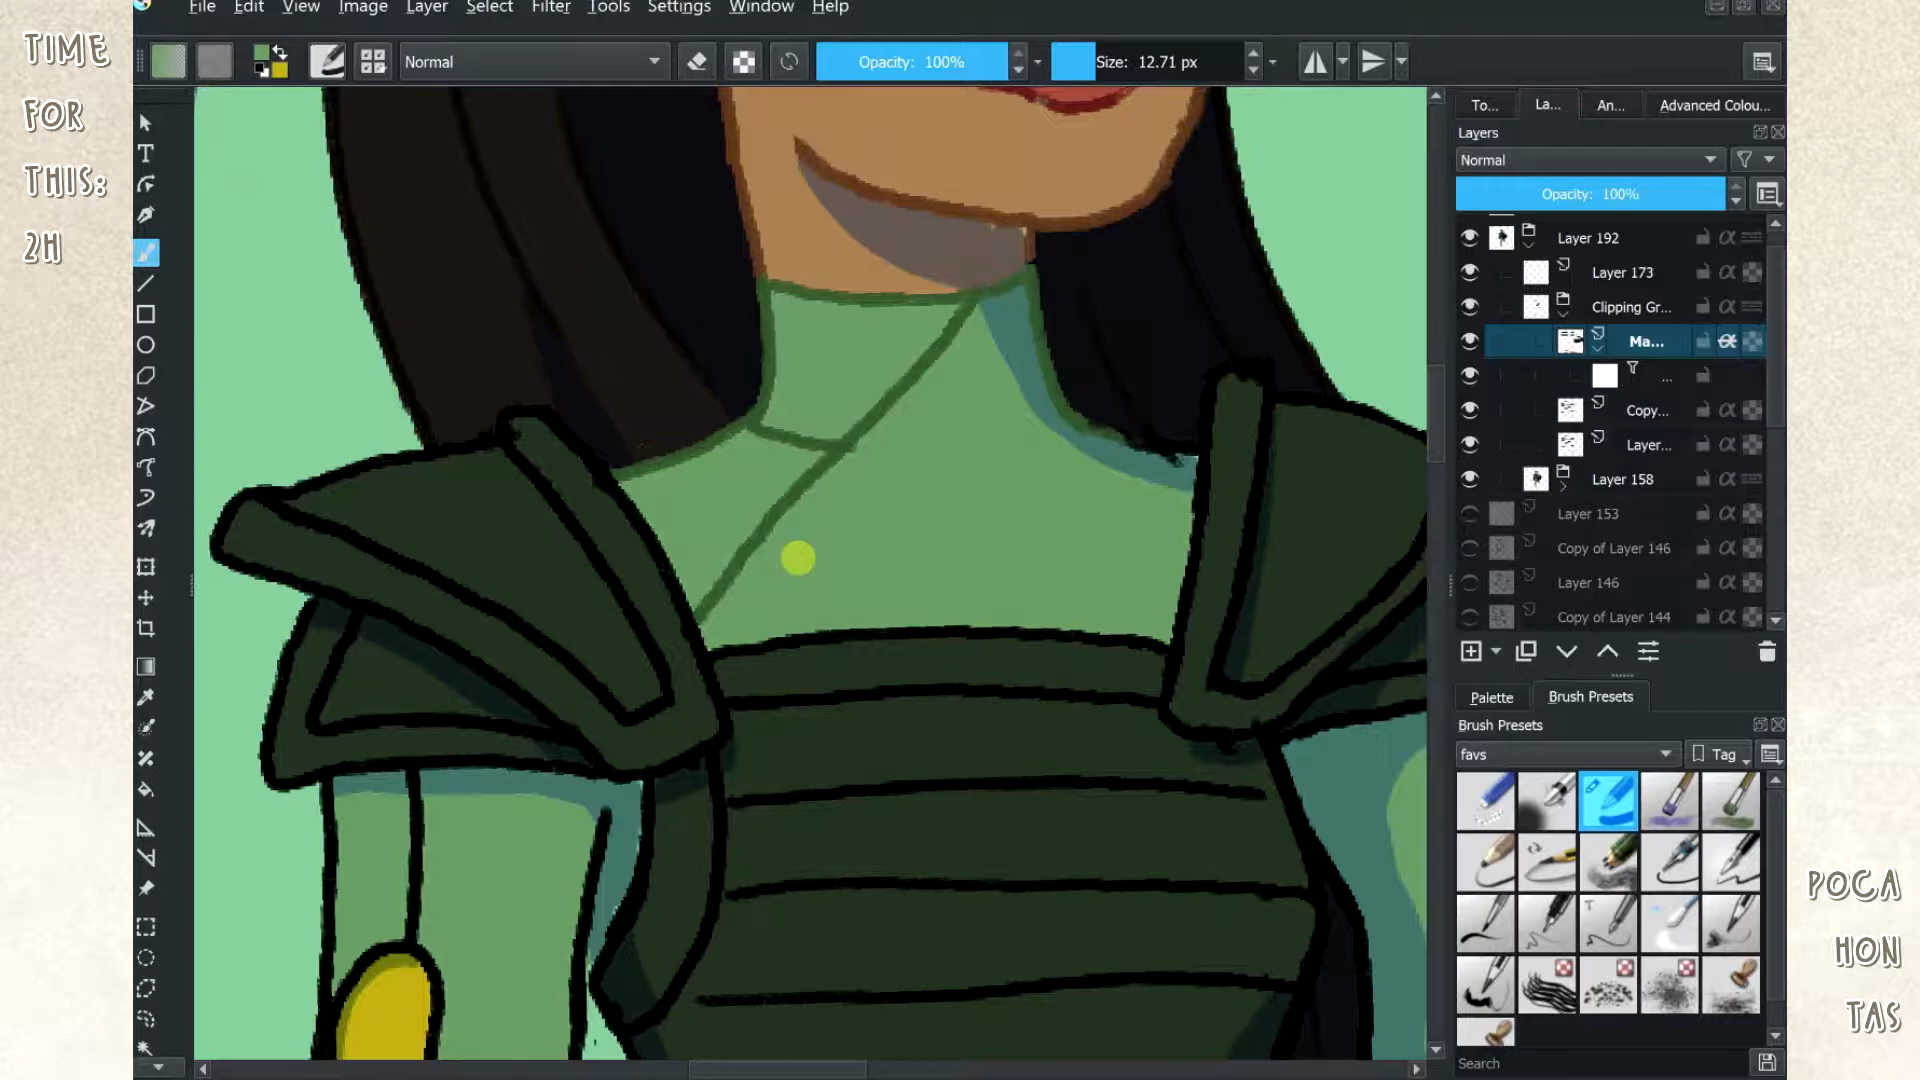 TIME
FOR
THIS:
2H
File Edit View Image Layer Select Filter Tools Settings Window Help
Normal
Opacity: 100%
Size: 12.71 px
To... La... An... Advanced Colou...
Layers
Normal
Opacity: 100%
Layer 192
Layer 173
Clipping Gr...
Ma...
...
Copy...
Layer...
Layer 158
Layer 153
Copy of Layer 146
Layer 146
Copy of Layer 144
Palette Brush Presets
Brush Presets
favs
Tag
Search
POCA
HON
TAS